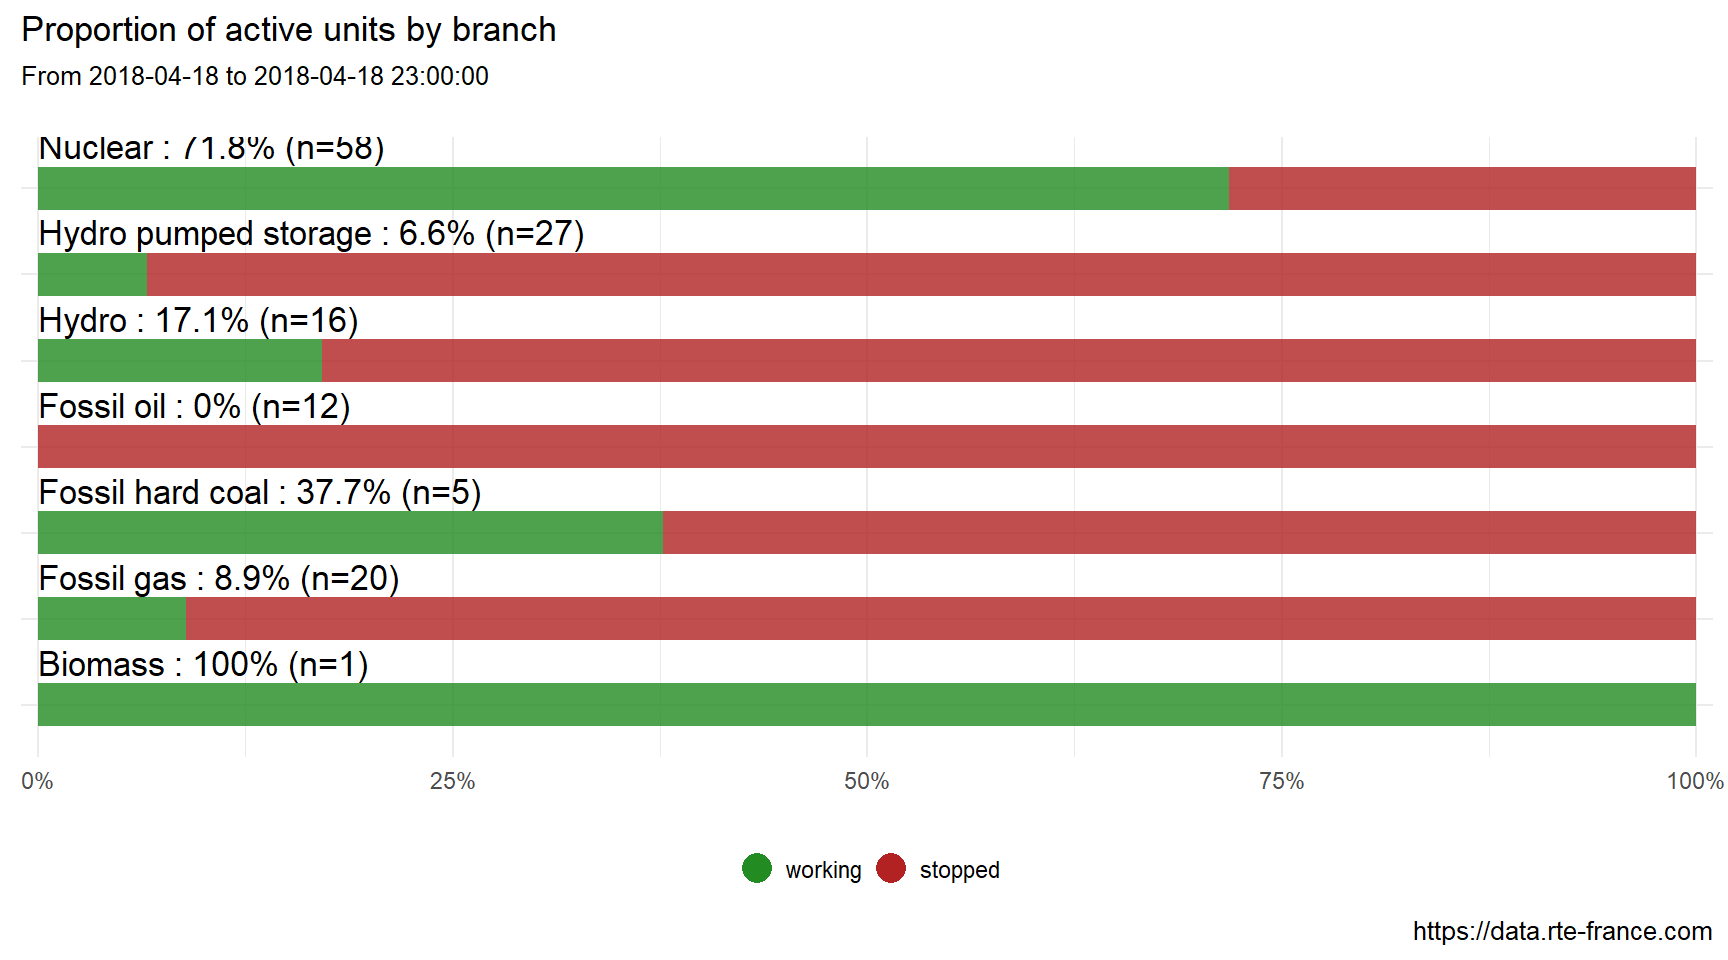 Proportion of active units by branch
From 2018-04-18 to 2018-04-18 23:00:00
Nuclear : 71.8% (n=58)
Hydro pumped storage : 6.6% (n=27)
Hydro : 17.1% (n=16)
Fossil oil : 0% (n=12)
Fossil hard coal : 37.7% (n=5)
Fossil gas : 8.9% (n=20)
Biomass : 100% (n=1)
0% 25% 50% 75% 100%
working stopped
https://data.rte-france.com